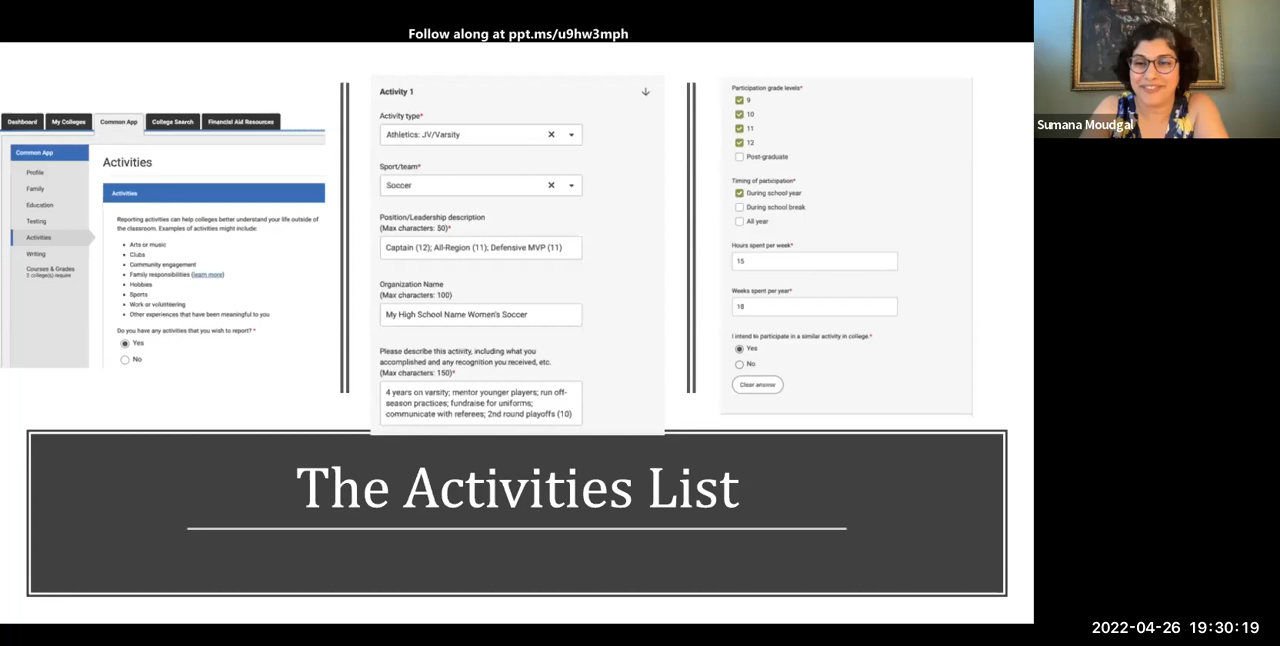 Follow along at ppt.ms/u9hw3mph
Sumana Moudgal
Dashboard
My Colleges
Common App
College Search
Financial Aid Resources
Common App
Profile
Family
Education
Testing
Activities
Writing
Courses & Grades
2 college(s) require
Activities
Activities
Reporting activities can help colleges better understand your life outside of
the classroom. Examples of activities might include:
• Arts or music
• Clubs
• Community engagement
• Family responsibilities (learn more)
• Hobbies
• Sports
• Work or volunteering
• Other experiences that have been meaningful to you
Do you have any activities that you wish to report? *
Yes
No
Activity 1
Activity type*
Athletics: JV/Varsity
Sport/team*
Soccer
Position/Leadership description
(Max characters: 50)*
Captain (12); All-Region (11); Defensive MVP (11)
Organization Name
(Max characters: 100)
My High School Name Women's Soccer
Please describe this activity, including what you
accomplished and any recognition you received, etc.
(Max characters: 150)*
4 years on varsity; mentor younger players; run off-
season practices; fundraise for uniforms;
communicate with referees; 2nd round playoffs (10)
Participation grade levels*
9
10
11
12
Post-graduate
Timing of participation*
During school year
During school break
All year
Hours spent per week*
15
Weeks spent per year*
18
I intend to participate in a similar activity in college.*
Yes
No
Clear answer
The Activities List
2022-04-26 19:30:19